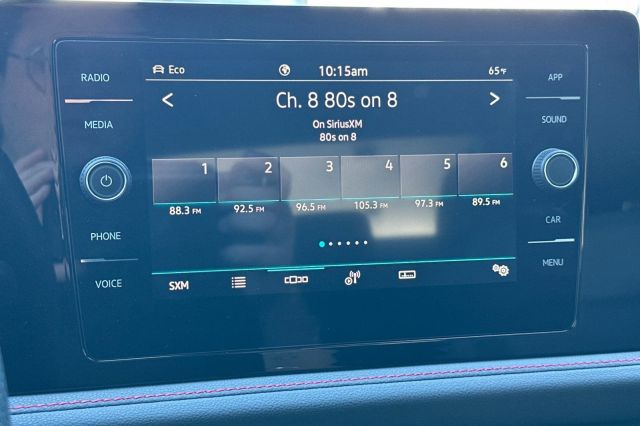 RADIO
MEDIA
PHONE
VOICE
Eco
10:15am
65°F
Ch. 8 80s on 8
On SiriusXM
80s on 8
1 2 3 4 5 6
88.3 FM 92.5 FM 96.5 FM 105.3 FM 97.3 FM 89.5 FM
SXM
APP
SOUND
CAR
MENU